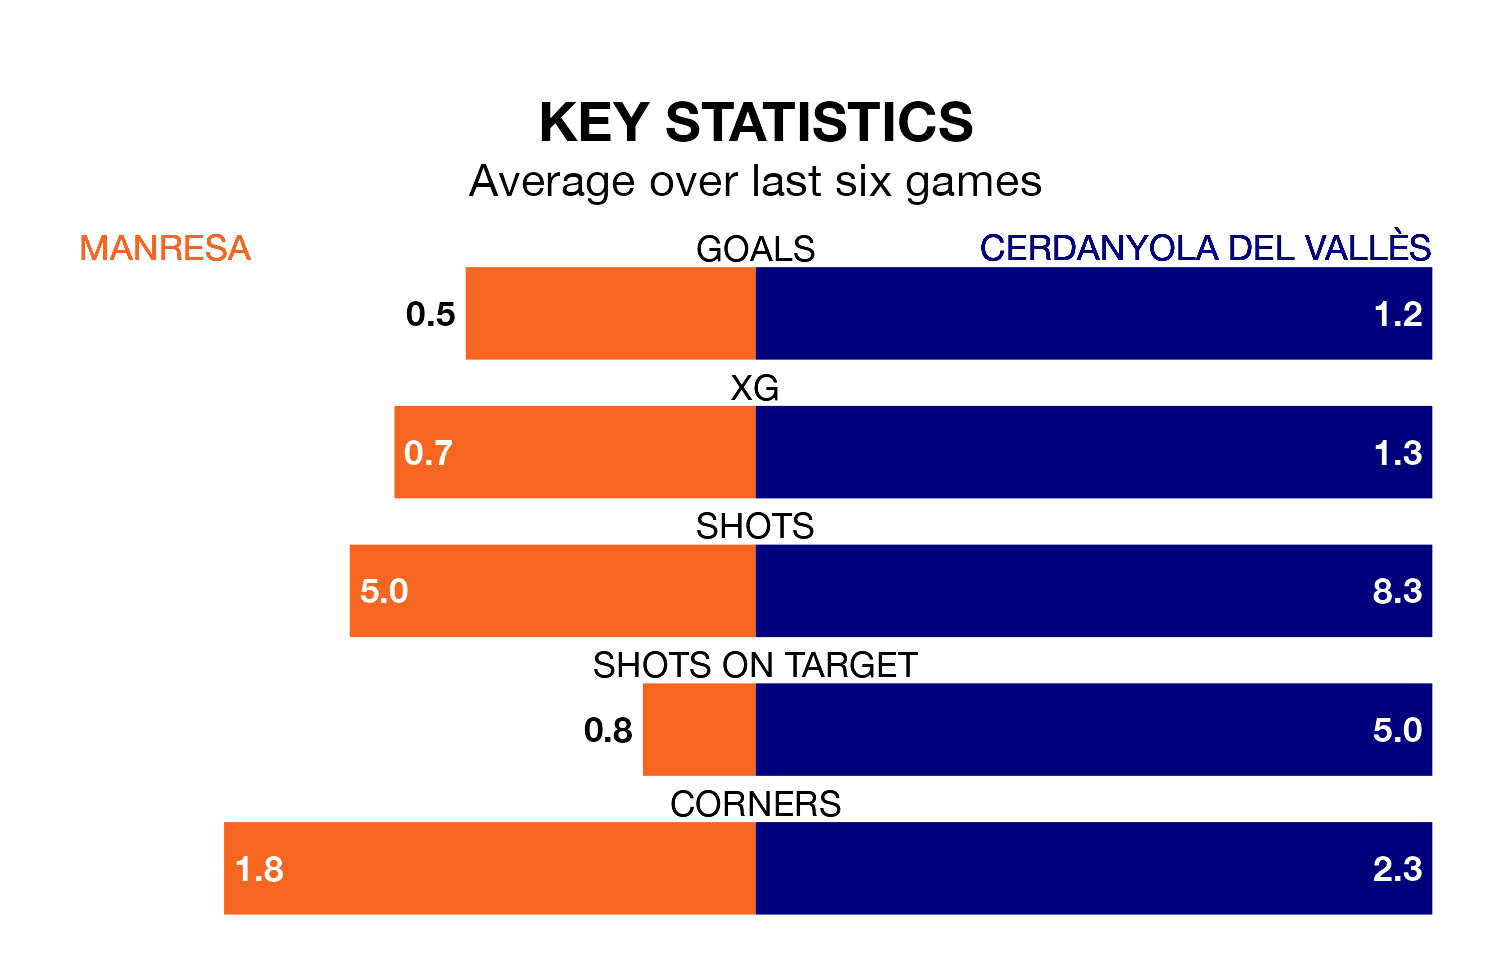 KEY STATISTICS
Average over last six games
MANRESA GOALS CERDANYOLA DEL VALLÈS
0.5 1.2
XG
0.7 1.3
SHOTS
5.0 8.3
SHOTS ON TARGET
0.8 5.0
CORNERS
1.8 2.3